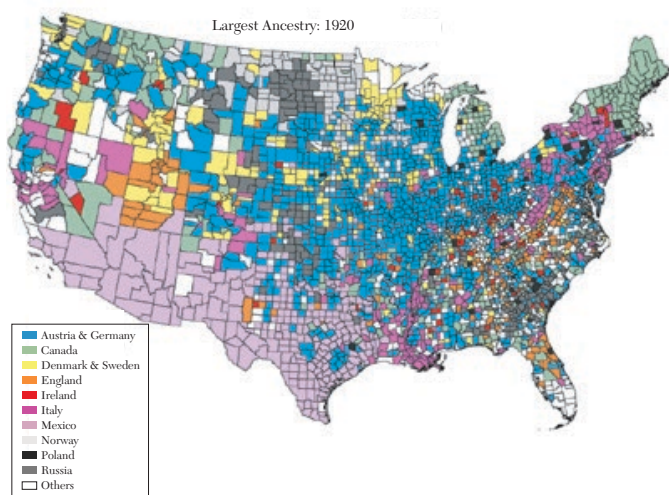 Largest Ancestry: 1920
Austria & Germany
Canada
Denmark & Sweden
England
Ireland
Italy
Mexico
Norway
Poland
Russia
Others